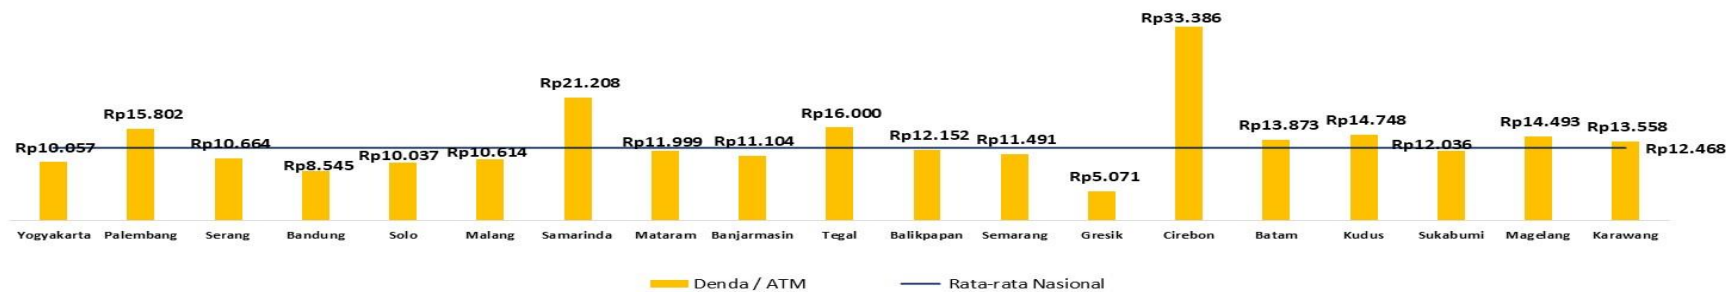 Rp33.386
Rp21.208
Rp15.802 Rp16.000
Rp13.873 Rp14.748 Rp14.493 Rp13.558
Rp10.057 Rp10.664 Rp8.545 Rp10.037 Rp10.614 Rp11.999 Rp11.104 Rp12.152 Rp11.491 Rp12.036 Rp12.468
Rp5.071
Yogyakarta Palembang Serang Bandung Solo Malang Samarinda Mataram Banjarmasin Tegal Balikpapan Semarang Gresik Cirebon Batam Kudus Sukabumi Magelang Karawang
Denda / ATM Rata-rata Nasional